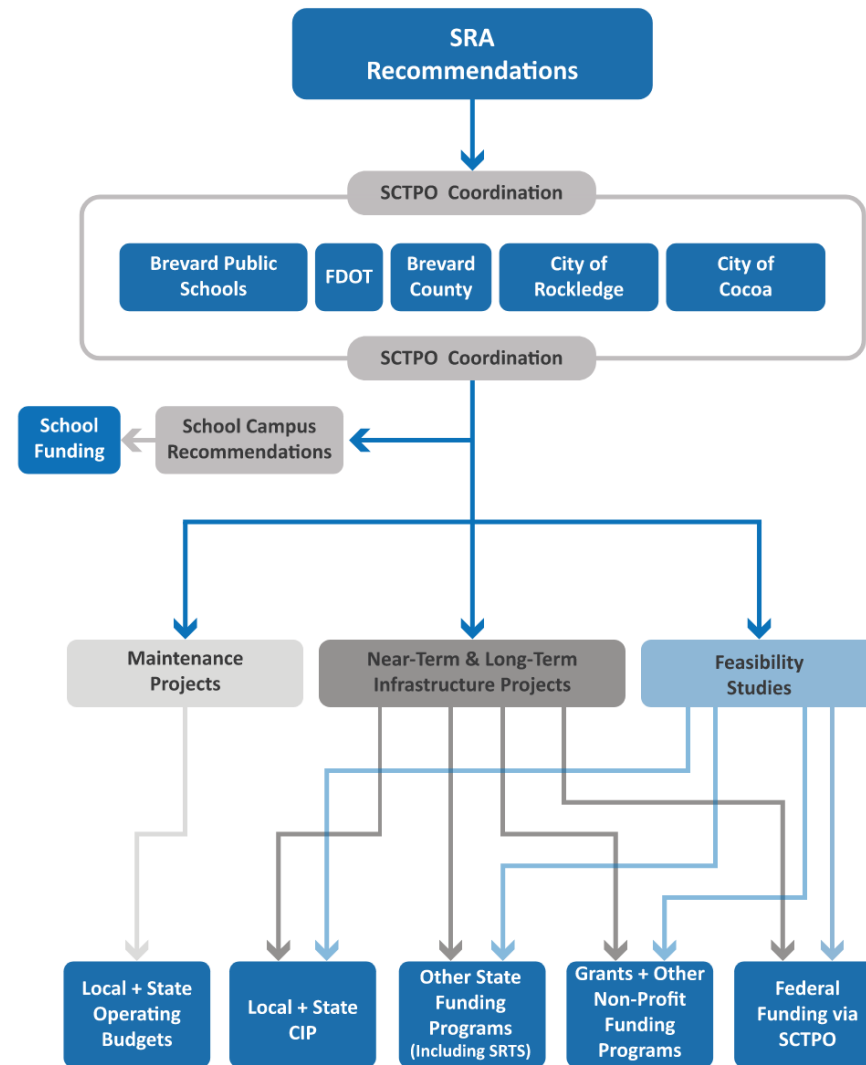 SRA
Recommendations
SCTPO Coordination
Brevard Public
Schools
FDOT
Brevard
County
City of
Rockledge
City of
Cocoa
SCTPO Coordination
School
Funding
School Campus
Recommendations
Maintenance
Projects
Near-Term & Long-Term
Infrastructure Projects
Feasibility
Studies
Local + State
Operating
Budgets
Local + State
CIP
Other State
Funding
Programs
(Including SRTS)
Grants + Other
Non-Profit
Funding
Programs
Federal
Funding via
SCTPO